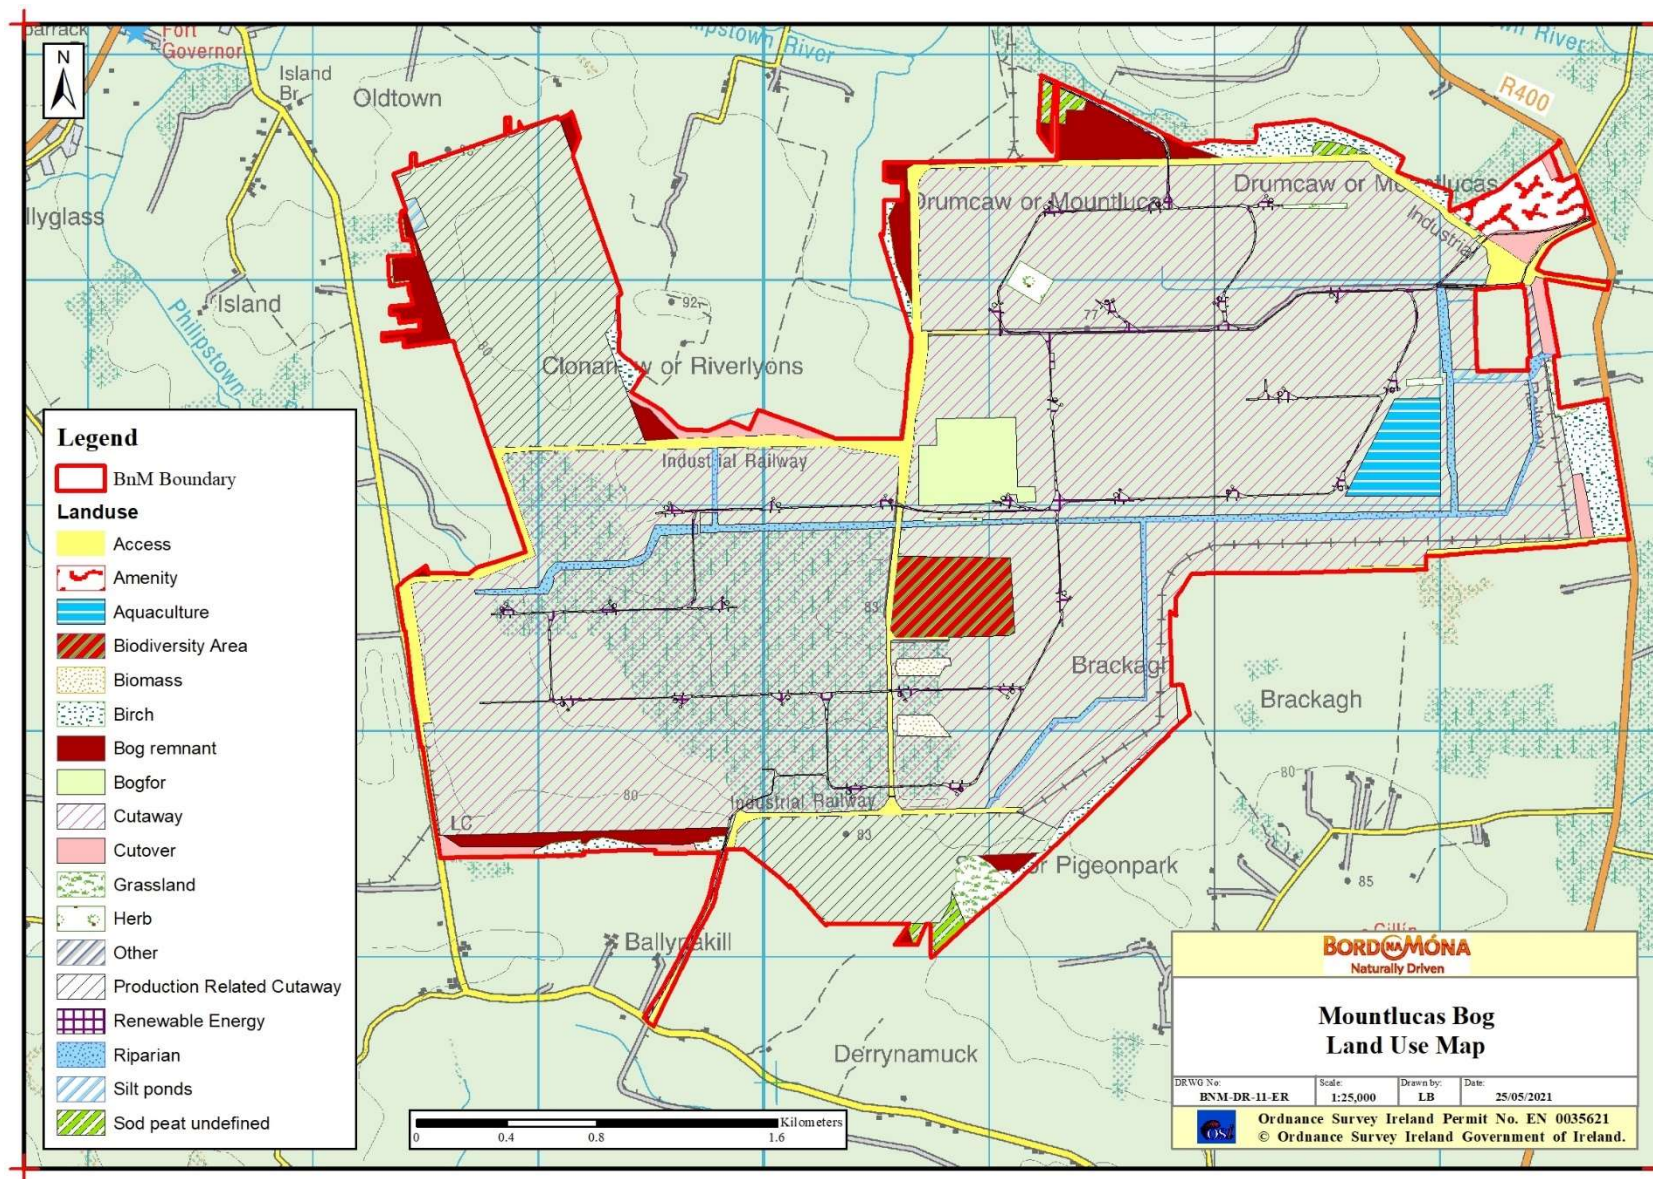 parrack
Fort
Governor
Island
Br
Oldtown
Philipstown River
R400
N
llyglass
Island
Philipstown
80
92
Clonarrow or Riverlyons
Drumcaw or Mountlucas
Drumcaw or Mountlucas
Industrial
77
Railway
Industrial Railway
83
Brackagh
Brackagh
80
80
LC
Industrial Railway
83
or Pigeonpark
85
Ballynakill
Derrynamuck
Legend
BnM Boundary
Landuse
Access
Amenity
Aquaculture
Biodiversity Area
Biomass
Birch
Bog remnant
Bogfor
Cutaway
Cutover
Grassland
Herb
Other
Production Related Cutaway
Renewable Energy
Riparian
Silt ponds
Sod peat undefined
Kilometers
0 0.4 0.8 1.6
BORD NA MÓNA
Naturally Driven
Mountlucas Bog
Land Use Map
DRWG No: Scale: Drawn by: Date:
BNM-DR-11-ER 1:25,000 LB 25/05/2021
OSi
Ordnance Survey Ireland Permit No. EN 0035621
© Ordnance Survey Ireland Government of Ireland.